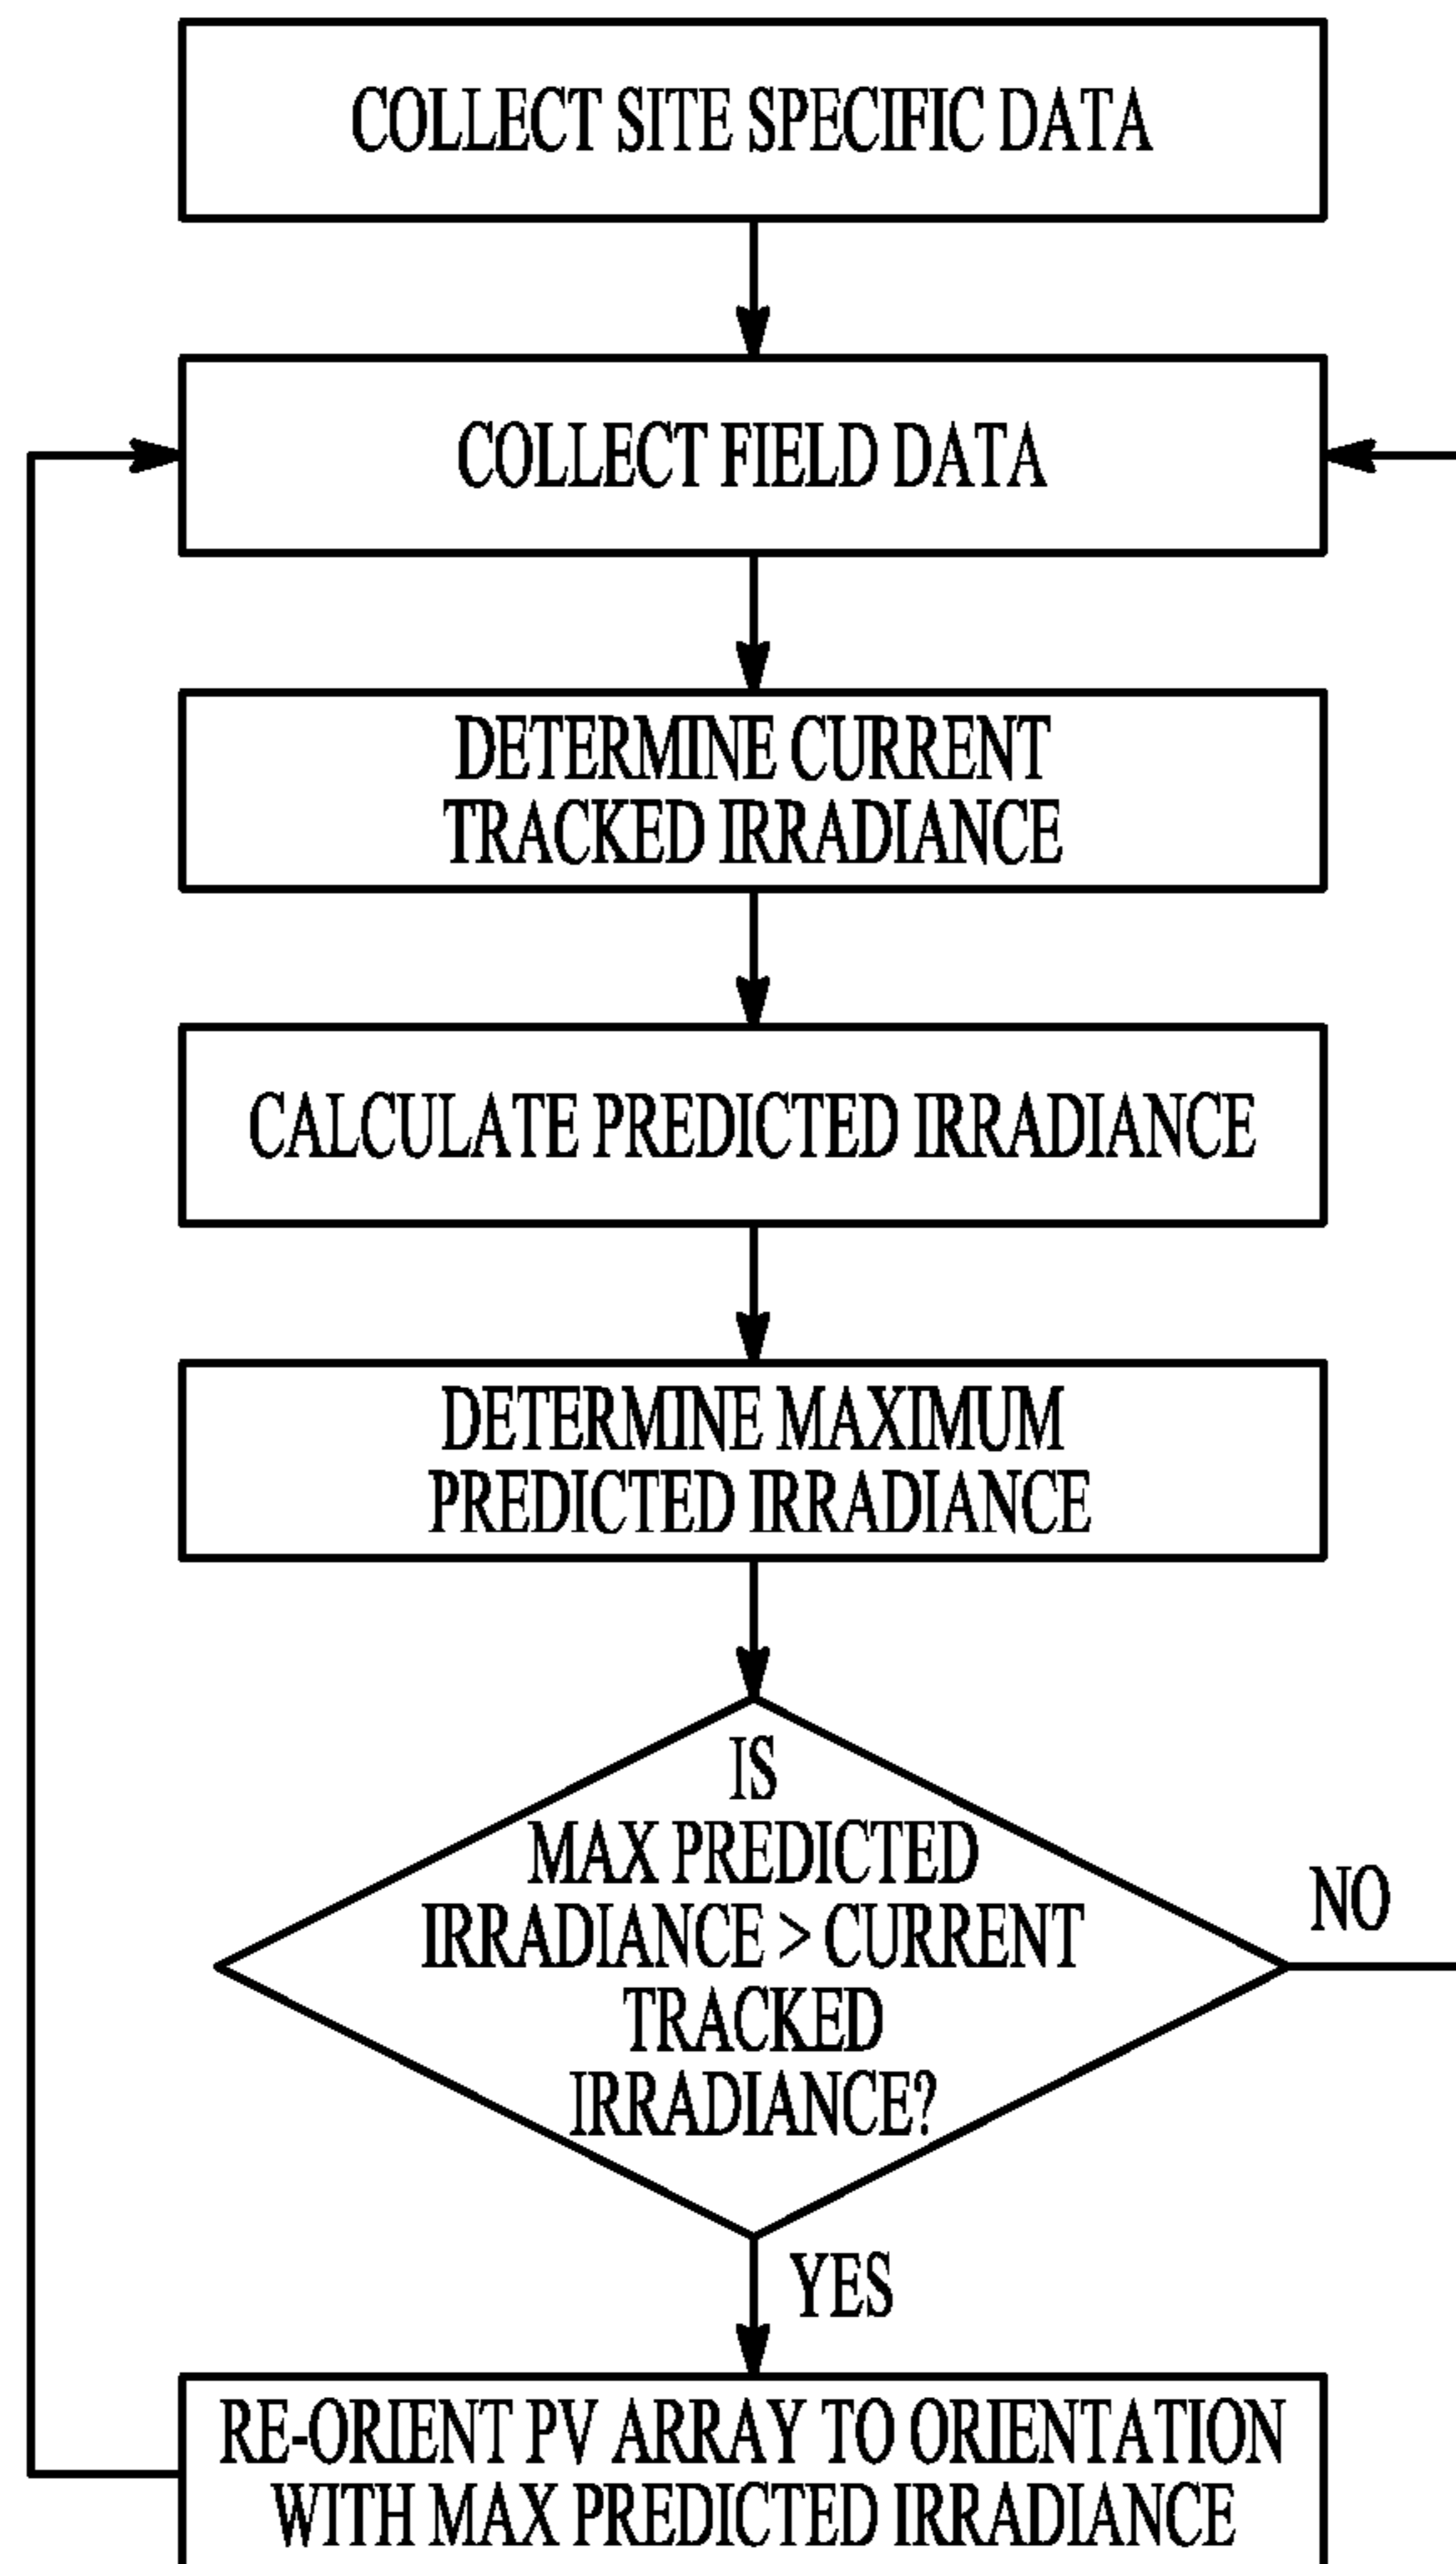 COLLECT SITE SPECIFIC DATA
COLLECT FIELD DATA
DETERMINE CURRENT
TRACKED IRRADIANCE
CALCULATE PREDICTED IRRADIANCE
DETERMINE MAXIMUM
PREDICTED IRRADIANCE
IS
MAX PREDICTED
IRRADIANCE > CURRENT
TRACKED
IRRADIANCE?
NO
YES
RE-ORIENT PV ARRAY TO ORIENTATION
WITH MAX PREDICTED IRRADIANCE